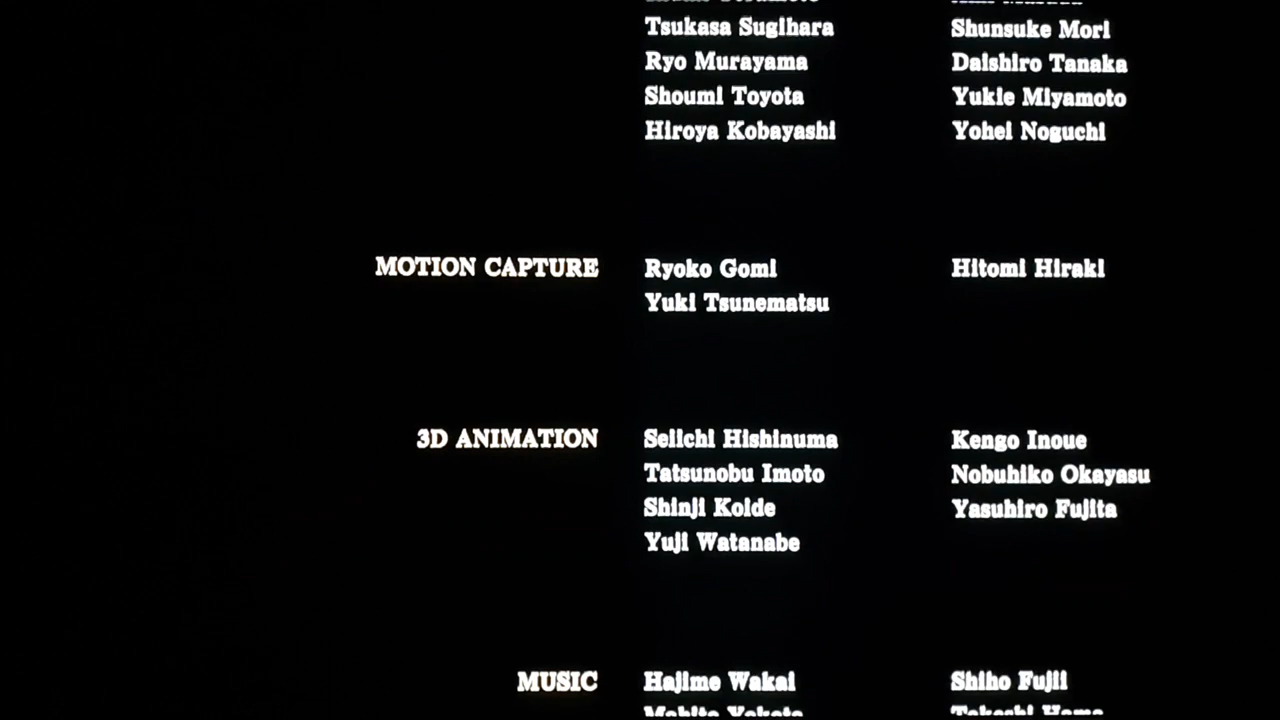 Tsukasa Sugihara Shunsuke Mori
Ryo Murayama Daishiro Tanaka
Shoumi Toyota Yukie Miyamoto
Hiroya Kobayashi Yohei Noguchi
MOTION CAPTURE Ryoko Gomi Hitomi Hiraki
Yuki Tsunematsu
3D ANIMATION Seiichi Hishinuma Kengo Inoue
Tatsunobu Imoto Nobuhiko Okayasu
Shinji Koide Yasuhiro Fujita
Yuji Watanabe
MUSIC Hajime Wakai Shiho Fujii